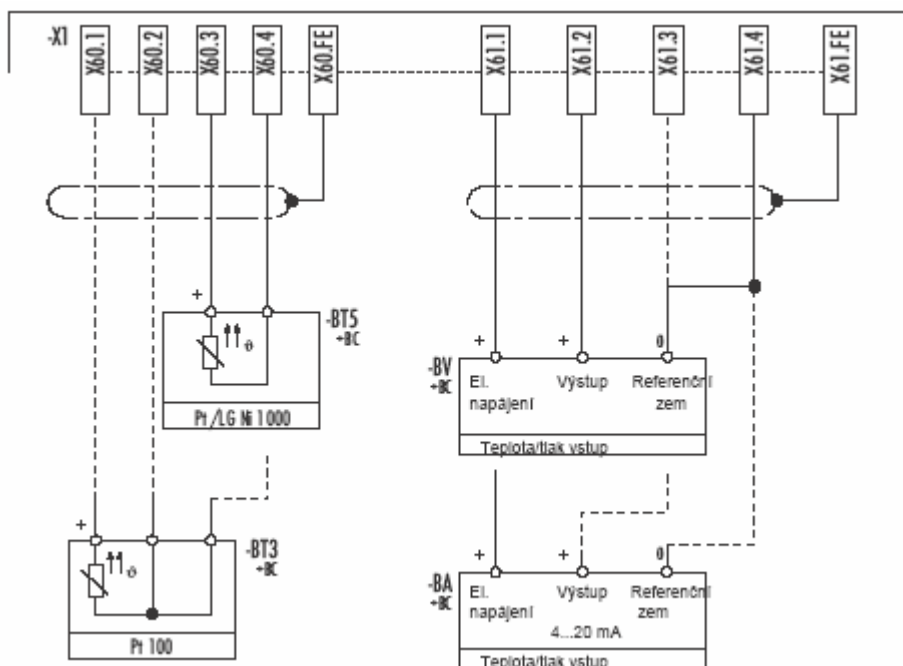 -X1
X60.1
X60.2
X60.3
X60.4
X60.FE
X61.1
X61.2
X61.3
X61.4
X61.FE
+
-BT5
+BC
ϑ
Pt/LG Ni 1000
+ + 0
-BV
+BC
El. napájení
Výstup
Referenční zem
Teplota/tlak vstup
+
-BT3
+BC
ϑ
Pt 100
+ + 0
-BA
+BC
El. napájení
Výstup
Referenční zem
4...20 mA
Teplota/tlak vstup